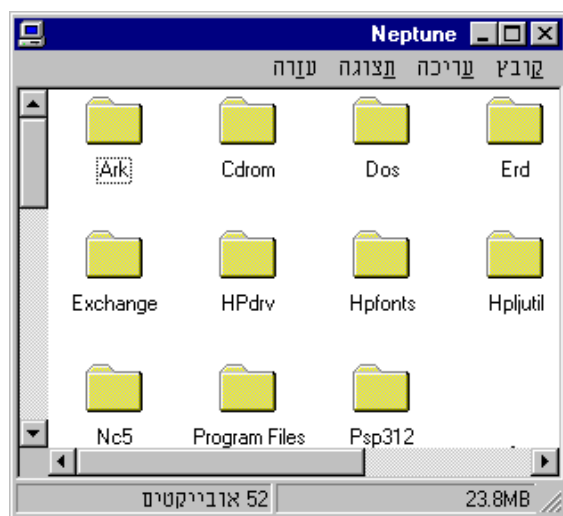 Neptune
קובץ עריכה תצוגה עזרה
Ark Cdrom Dos Erd
Exchange HPdrv Hpfonts Hpljutil
Nc5 Program Files Psp312
52 אובייקטים 23.8MB